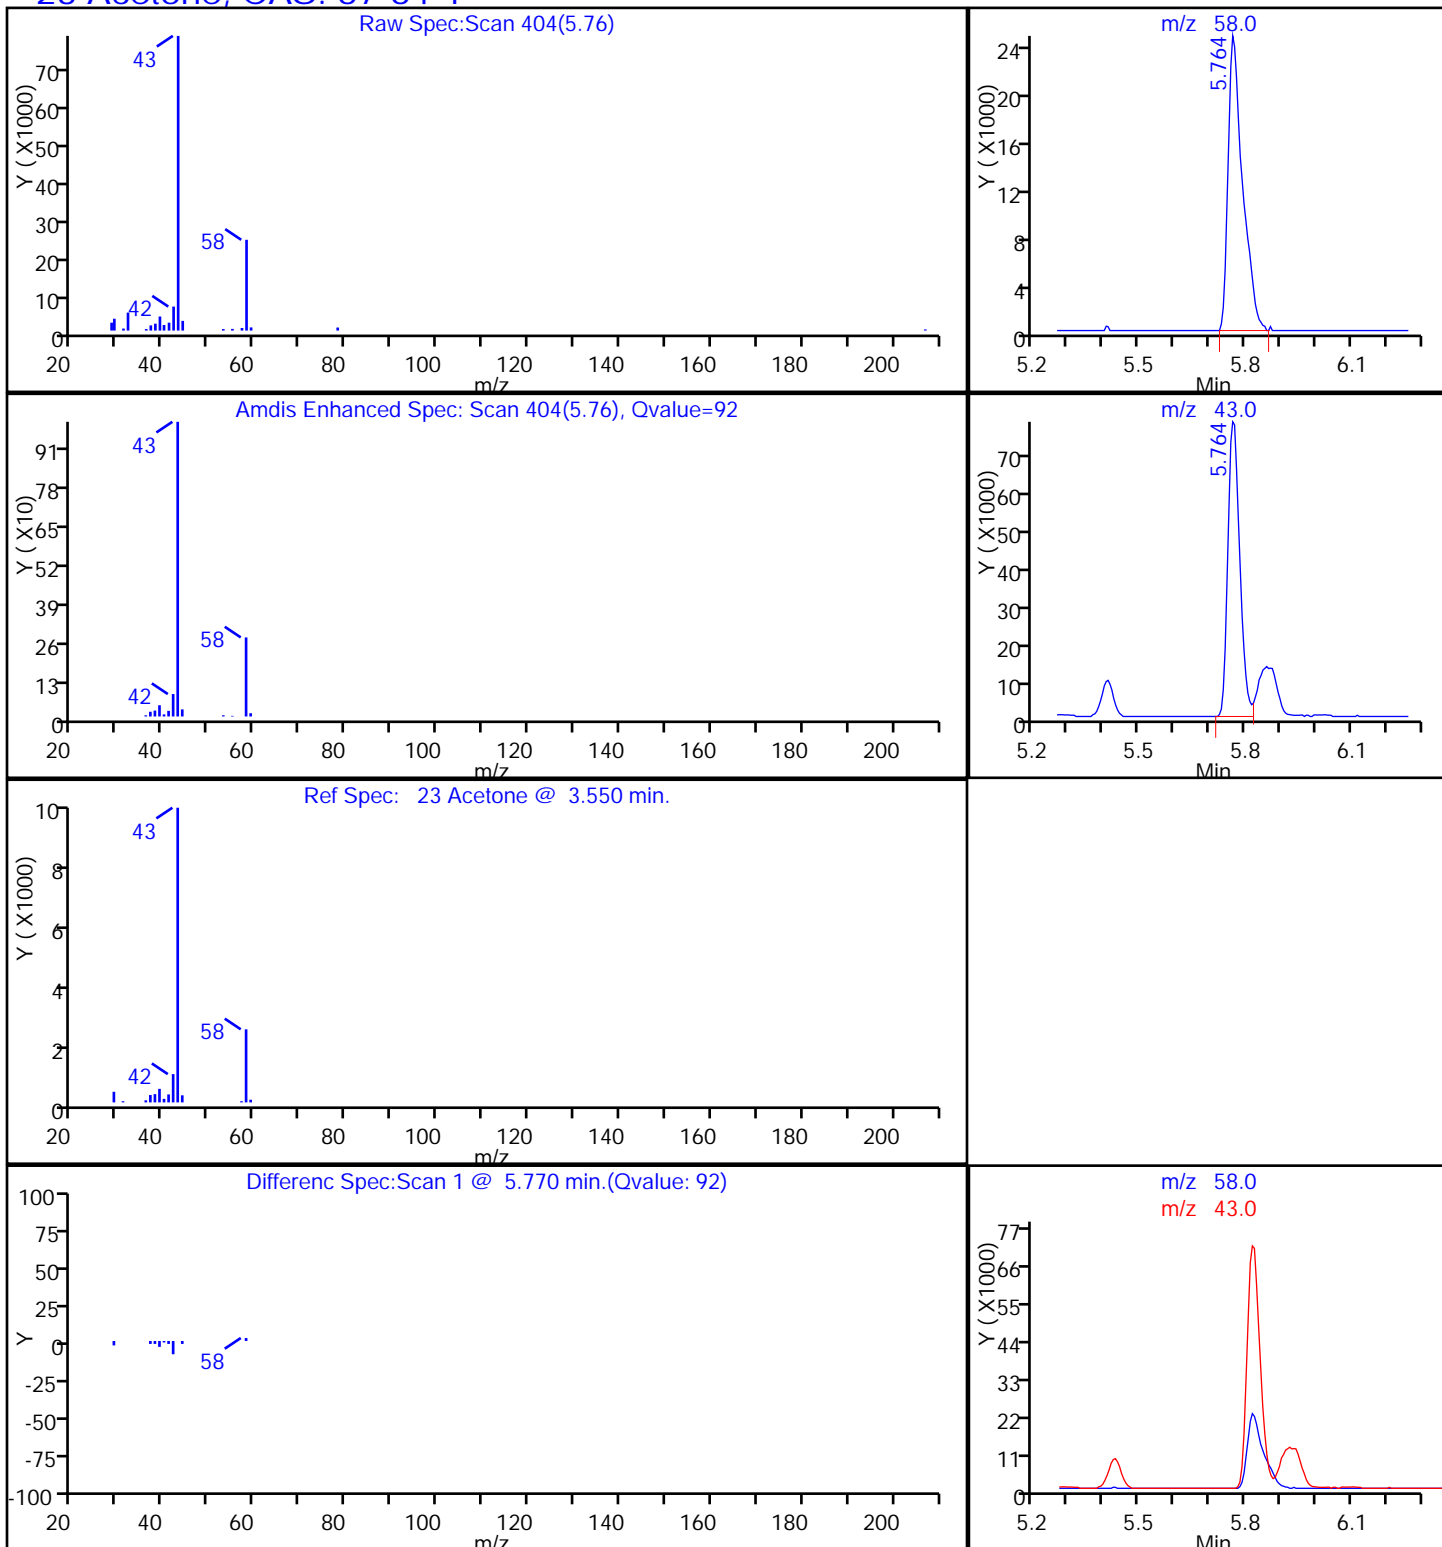 Raw Spec:Scan 404(5.76)
Y ( X1000)
70
60
50
40
30
20
10
0
43
58
42
20 40 60 80 100 120 140 160 180 200
m/z
m/z 58.0
Y ( X1000)
24
20
16
12
8
4
0
5.764
5.2 5.5 5.8 6.1
Min
Amdis Enhanced Spec: Scan 404(5.76), Qvalue=92
Y ( X10)
91
78
65
52
39
26
13
0
43
58
42
20 40 60 80 100 120 140 160 180 200
m/z
m/z 43.0
Y ( X1000)
70
60
50
40
30
20
10
0
5.764
5.2 5.5 5.8 6.1
Min
Ref Spec: 23 Acetone @ 3.550 min.
Y ( X1000)
10
8
6
4
2
0
43
58
42
20 40 60 80 100 120 140 160 180 200
m/z
Differenc Spec:Scan 1 @ 5.770 min.(Qvalue: 92)
Y
100
75
50
25
0
-25
-50
-75
-100
58
20 40 60 80 100 120 140 160 180 200
m/z
m/z 58.0
m/z 43.0
Y ( X1000)
77
66
55
44
33
22
11
0
5.2 5.5 5.8 6.1
Min